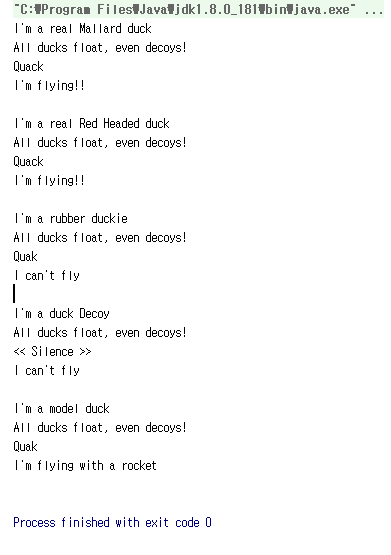 "C:₩Program Files₩Java₩jdk1.8.0_181₩bin₩java.exe" ...
I'm a real Mallard duck
All ducks float, even decoys!
Quack
I'm flying!!
I'm a real Red Headed duck
All ducks float, even decoys!
Quack
I'm flying!!
I'm a rubber duckie
All ducks float, even decoys!
Quak
I can't fly
I'm a duck Decoy
All ducks float, even decoys!
<< Silence >>
I can't fly
I'm a model duck
All ducks float, even decoys!
Quak
I'm flying with a rocket
Process finished with exit code 0